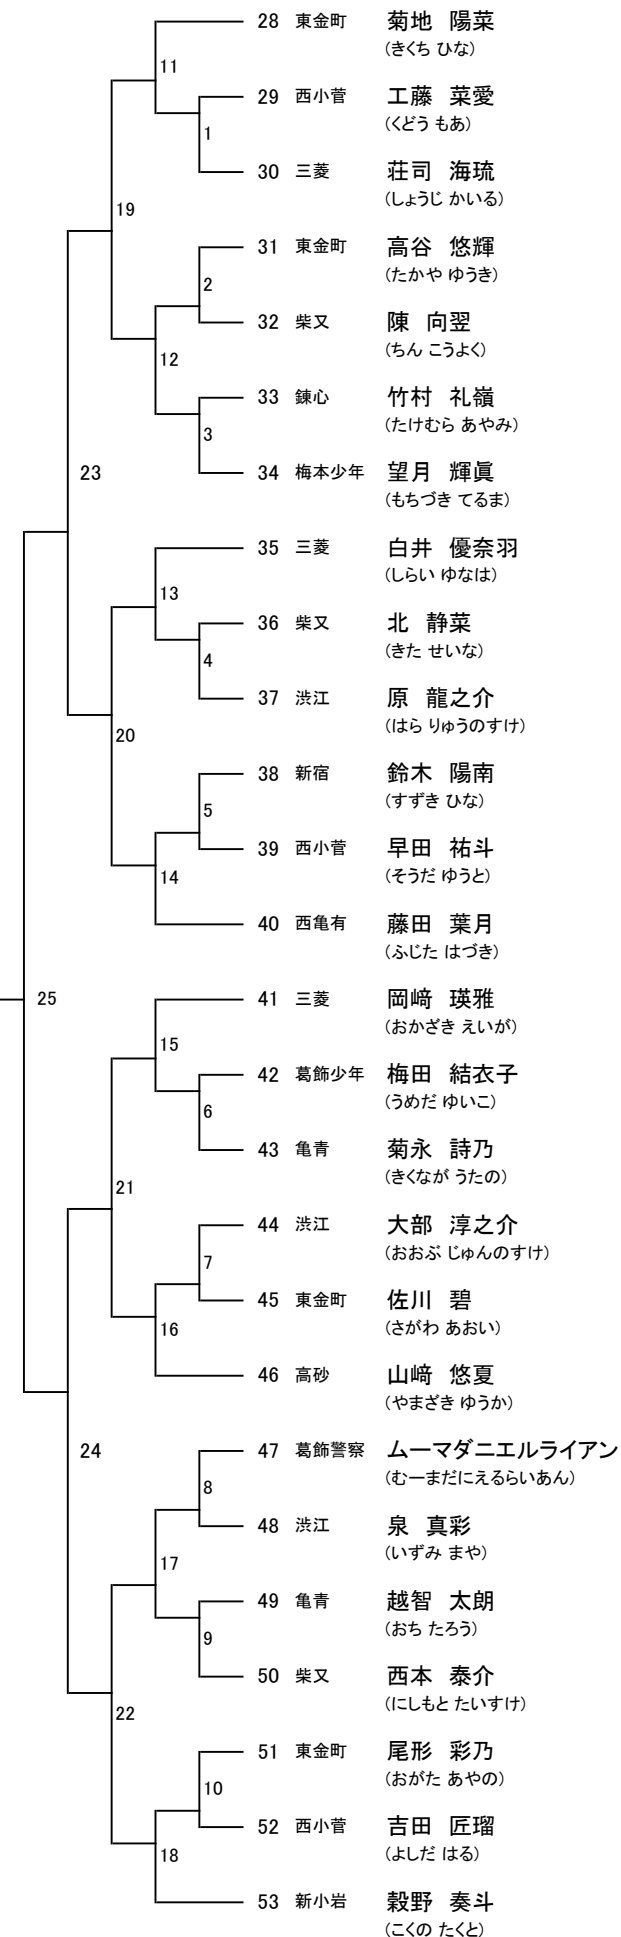 28 東金町 菊地 陽菜
(きくち ひな)
11
29 西小菅 工藤 菜愛
(くどう もあ)
1
30 三菱 荘司 海琉
(しょうじ かいる)
19
31 東金町 高谷 悠輝
(たかや ゆうき)
2
32 柴又 陳 向翌
(ちん こうよく)
12
33 錬心 竹村 礼嶺
(たけむら あやみ)
3
34 梅本少年 望月 輝眞
(もちづき てるま)
23
35 三菱 白井 優奈羽
(しらい ゆなは)
13
36 柴又 北 静菜
(きた せいな)
4
37 渋江 原 龍之介
(はら りゅうのすけ)
20
38 新宿 鈴木 陽南
(すずき ひな)
5
39 西小菅 早田 祐斗
(そうだ ゆうと)
14
40 西亀有 藤田 葉月
(ふじた はづき)
25
41 三菱 岡﨑 瑛雅
(おかざき えいが)
15
42 葛飾少年 梅田 結衣子
(うめだ ゆいこ)
6
43 亀青 菊永 詩乃
(きくなが うたの)
21
44 渋江 大部 淳之介
(おおぶ じゅんのすけ)
7
45 東金町 佐川 碧
(さがわ あおい)
16
46 高砂 山﨑 悠夏
(やまざき ゆうか)
24
47 葛飾警察 ムーマダニエルライアン
(むーまだにえるらいあん)
8
48 渋江 泉 真彩
(いずみ まや)
17
49 亀青 越智 太朗
(おち たろう)
9
50 柴又 西本 泰介
(にしもと たいすけ)
22
51 東金町 尾形 彩乃
(おがた あやの)
10
52 西小菅 吉田 匠瑠
(よしだ はる)
18
53 新小岩 穀野 奏斗
(こくの たくと)